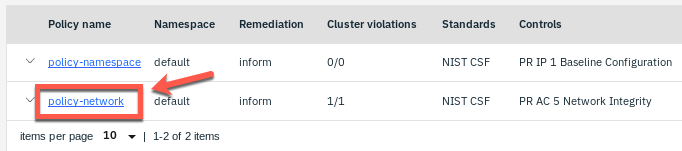 Policy name Namespace Remediation Cluster violations Standards Controls
policy-namespace default inform 0/0 NIST CSF PR IP 1 Baseline Configuration
policy-network default inform 1/1 NIST CSF PR AC 5 Network Integrity
items per page 10 | 1-2 of 2 items